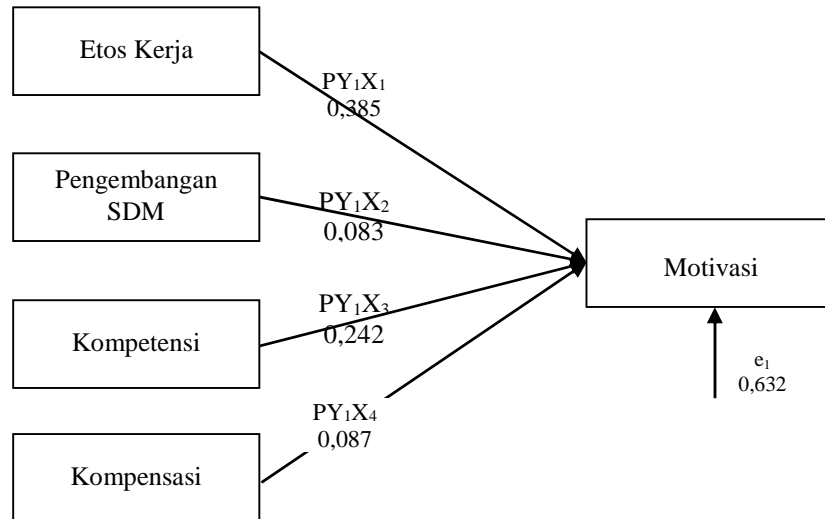 Etos Kerja
PY₁X₁
0,385
Pengembangan
SDM
PY₁X₂
0,083
Motivasi
Kompetensi
PY₁X₃
0,242
e₁
0,632
PY₁X₄
0,087
Kompensasi